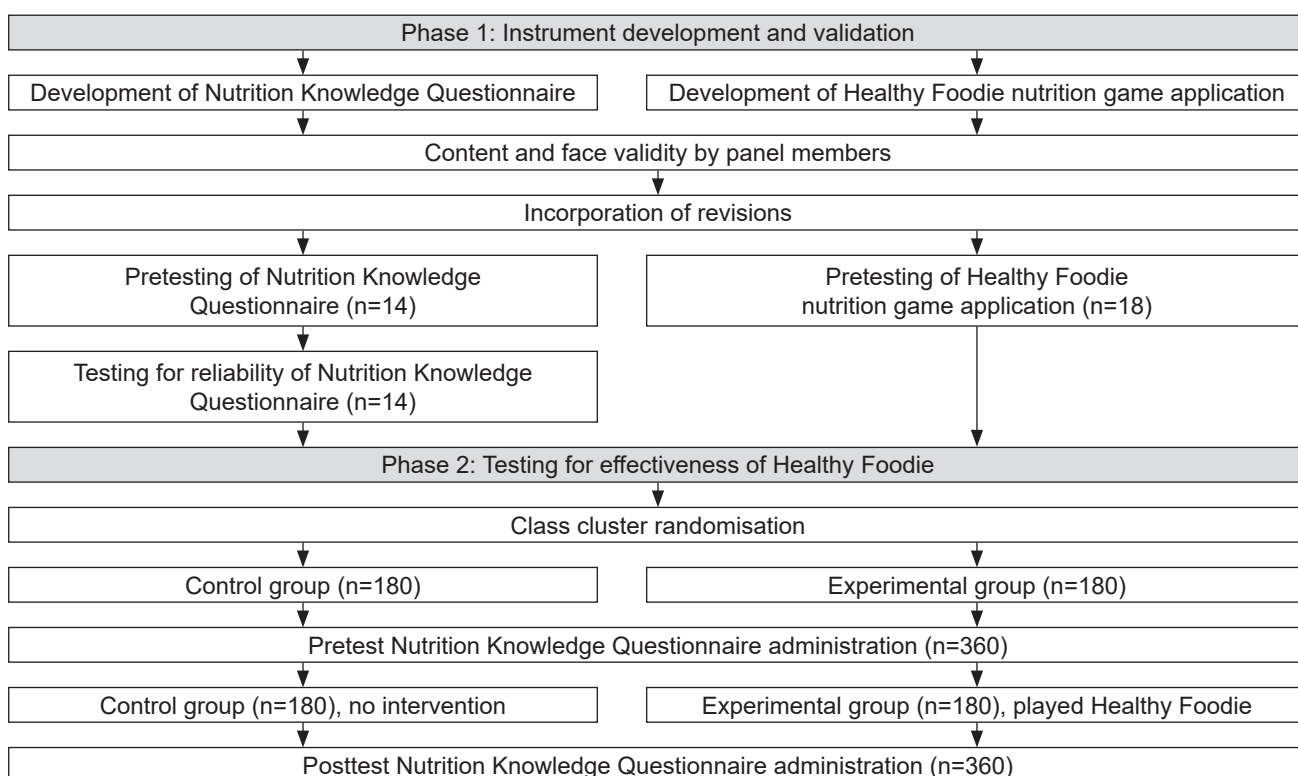 Phase 1: Instrument development and validation
Development of Nutrition Knowledge Questionnaire
Development of Healthy Foodie nutrition game application
Content and face validity by panel members
Incorporation of revisions
Pretesting of Nutrition Knowledge
Questionnaire (n=14)
Pretesting of Healthy Foodie
nutrition game application (n=18)
Testing for reliability of Nutrition Knowledge
Questionnaire (n=14)
Phase 2: Testing for effectiveness of Healthy Foodie
Class cluster randomisation
Control group (n=180)
Experimental group (n=180)
Pretest Nutrition Knowledge Questionnaire administration (n=360)
Control group (n=180), no intervention
Experimental group (n=180), played Healthy Foodie
Posttest Nutrition Knowledge Questionnaire administration (n=360)